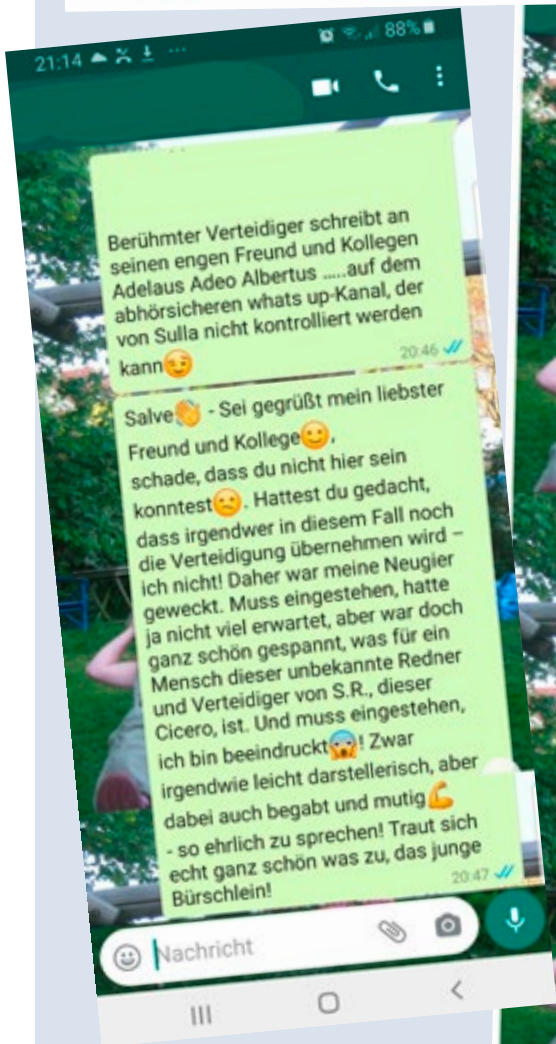 21:14 ...
88%
Berühmter Verteidiger schreibt an
seinen engen Freund und Kollegen
Adelaus Adeo Albertus .....auf dem
abhörsicheren whats up-Kanal, der
von Sulla nicht kontrolliert werden
kann😉
20:46
Salve👋 - Sei gegrüßt mein liebster
Freund und Kollege🙂,
schade, dass du nicht hier sein
konntest🙁. Hattest du gedacht,
dass irgendwer in diesem Fall noch
die Verteidigung übernehmen wird –
ich nicht! Daher war meine Neugier
geweckt. Muss eingestehen, hatte
ja nicht viel erwartet, aber war doch
ganz schön gespannt, was für ein
Mensch dieser unbekannte Redner
und Verteidiger von S.R., dieser
Cicero, ist. Und muss eingestehen,
ich bin beeindruckt😱! Zwar
irgendwie leicht darstellerisch, aber
dabei auch begabt und mutig💪
- so ehrlich zu sprechen! Traut sich
echt ganz schön was zu, das junge
Bürschlein!
20:47
Nachricht